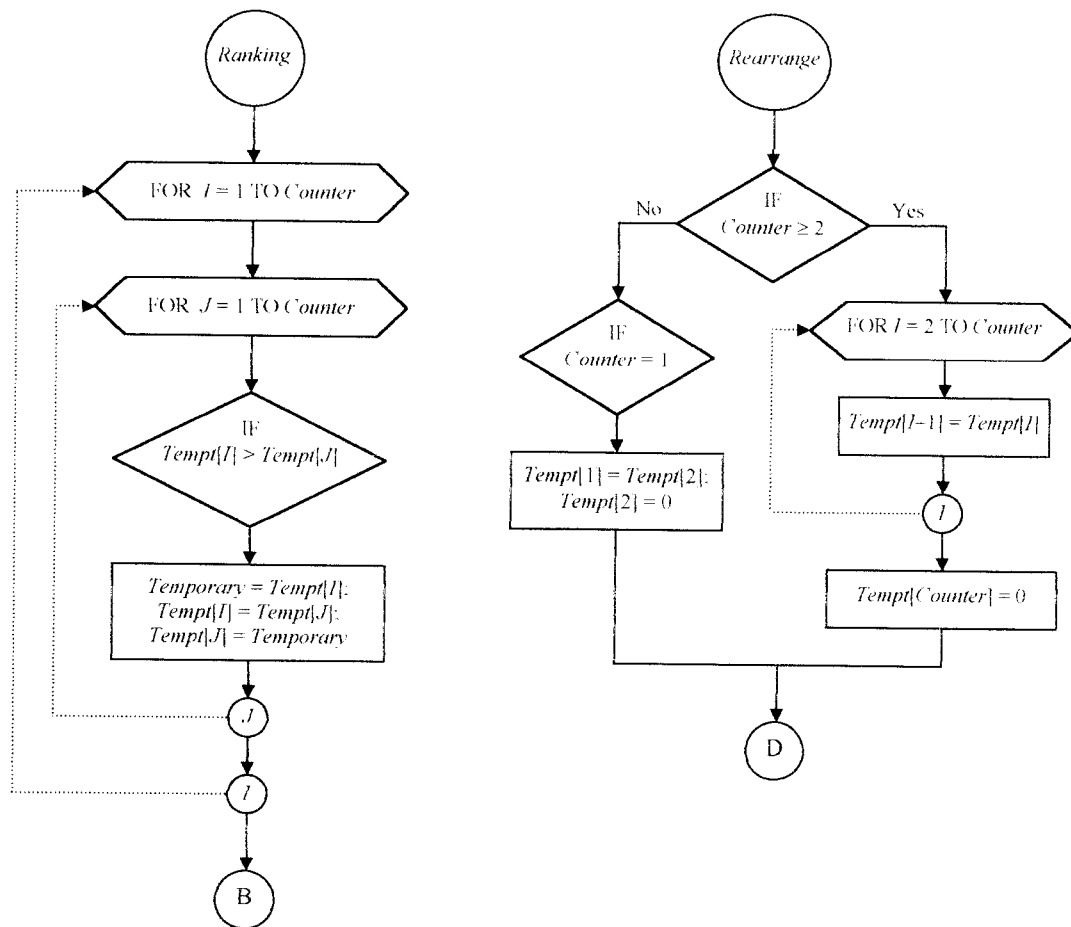 Ranking
FOR I = 1 TO Counter
FOR J = 1 TO Counter
IF
Tempt[I] > Tempt[J]
Temporary = Tempt[I];
Tempt[I] = Tempt[J];
Tempt[J] = Temporary
J
I
B
Rearrange
IF
Counter ≥ 2
No
Yes
IF
Counter = 1
FOR I = 2 TO Counter
Tempt[I-1] = Tempt[I]
Tempt[1] = Tempt[2];
Tempt[2] = 0
I
Tempt[Counter] = 0
D